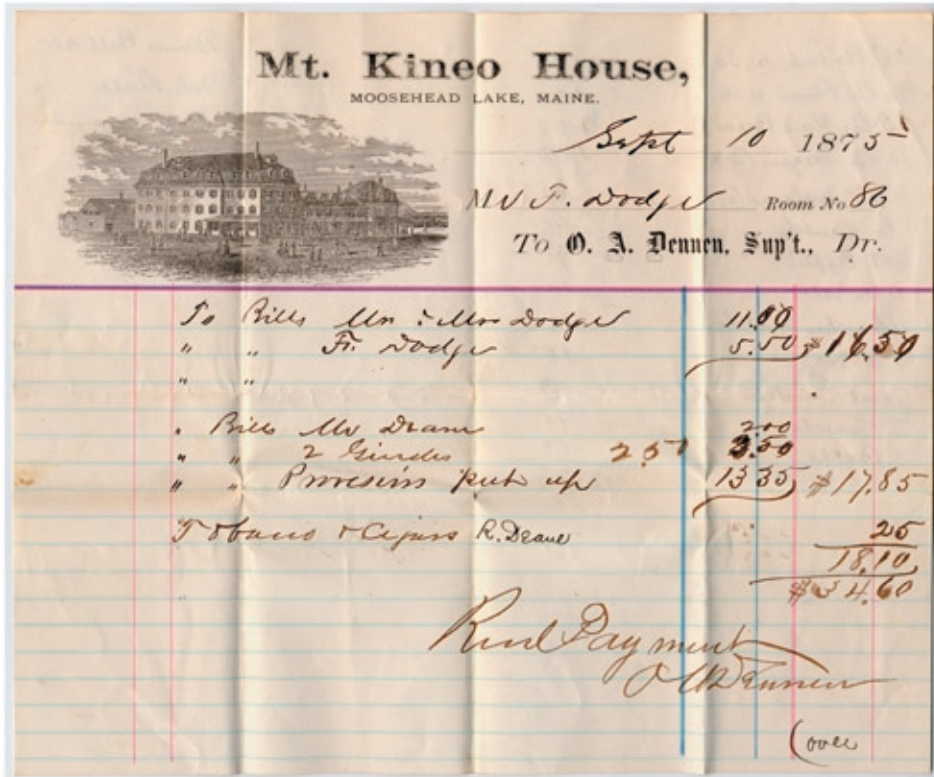 Mt. Kineo House,
MOOSEHEAD LAKE, MAINE.
Sept 10 1875
Mr F. Dodge Room No 86
To O. A. Dennen, Sup't., Dr.
To Bills Mr & Mrs Dodge 11.00
" " Fr. Dodge 5.50 $16.50
" "
" Bills Mr Deane 2.00
" " 2 Guides 2.50 2.50
" " Provisions put up 13 35 $17.85
Tobacco & Cigars R. Deane 25
18.10
$34.60
Recd Payment
O A Dennen
(over